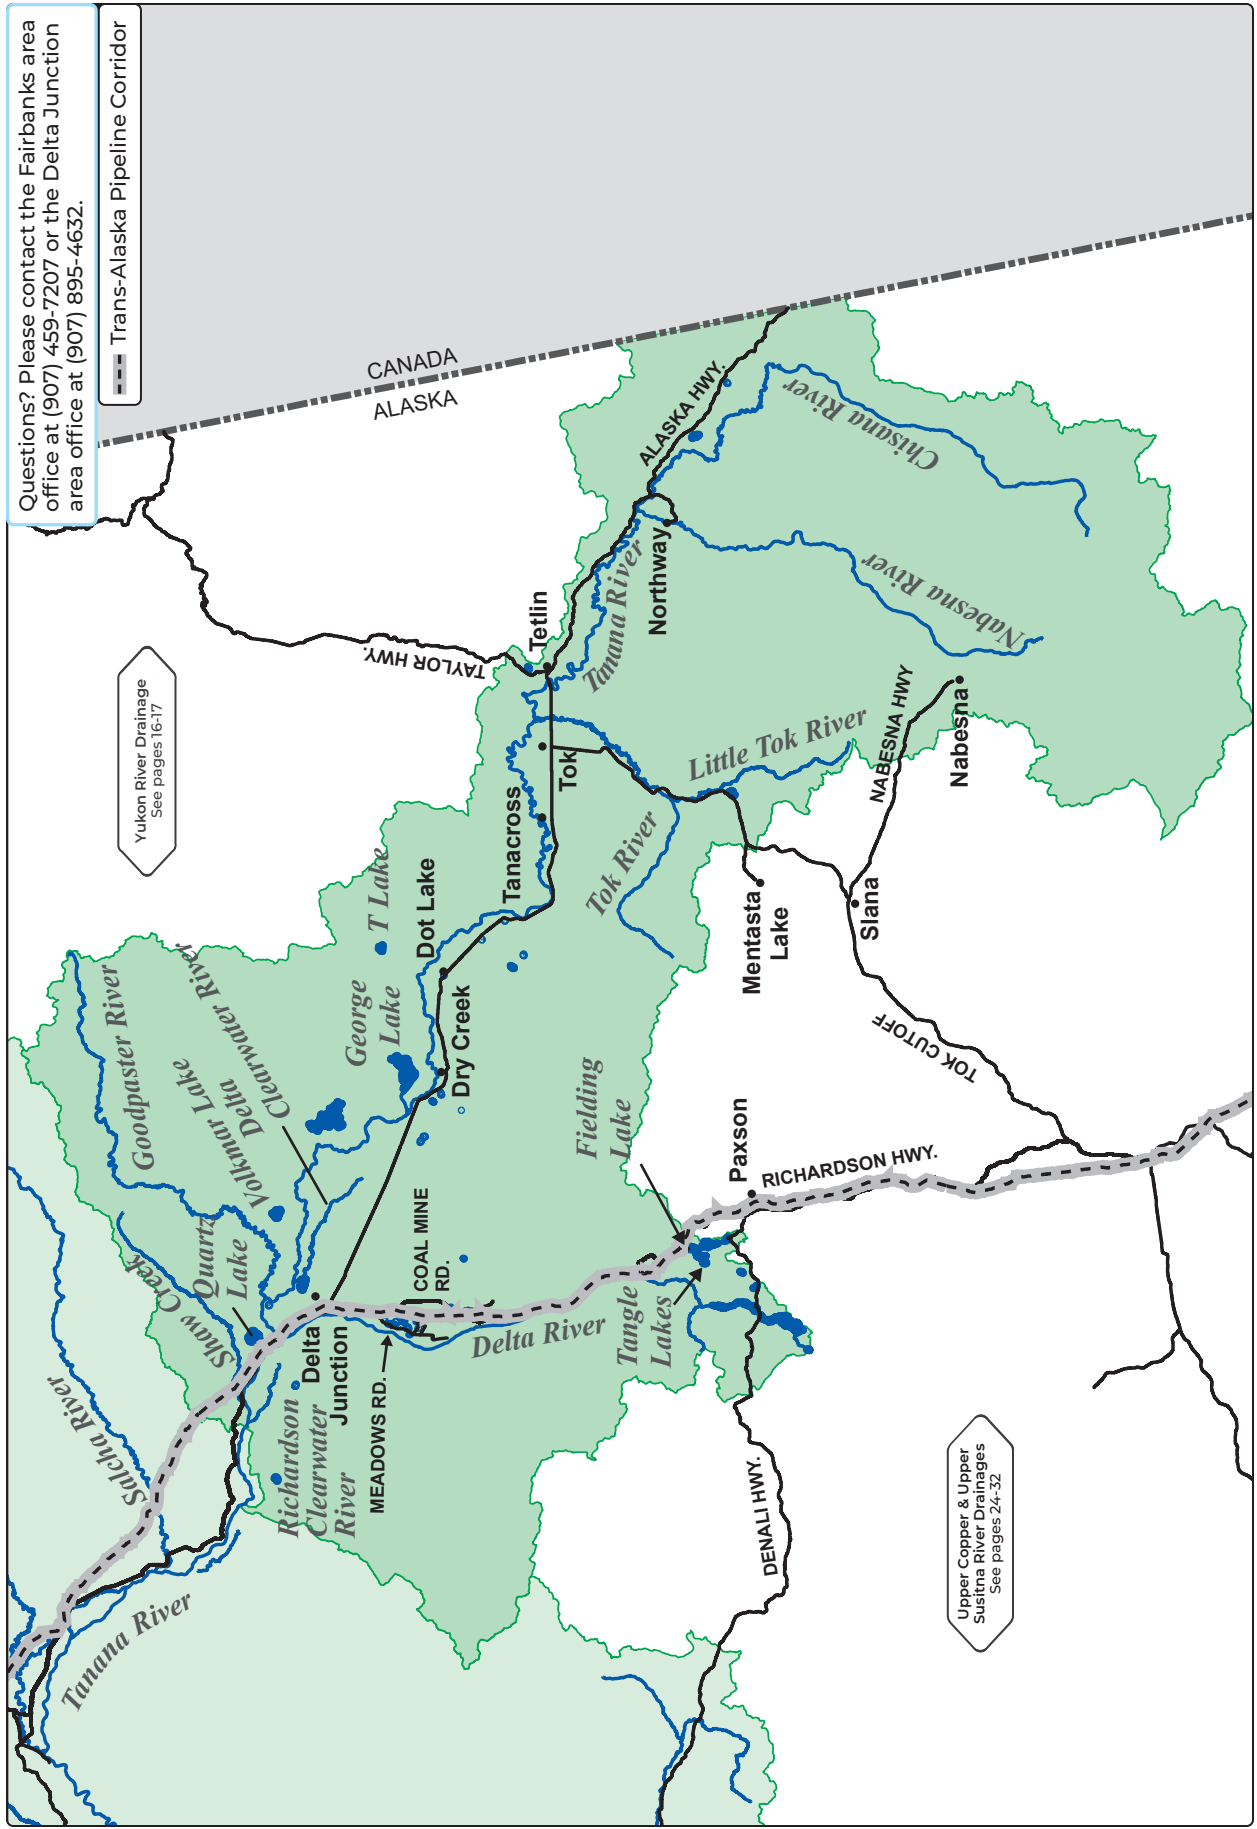 Questions? Please contact the Fairbanks area
office at (907) 459-7207 or the Delta Junction
area office at (907) 895-4632.
Trans-Alaska Pipeline Corridor
CANADA
ALASKA
Yukon River Drainage
See pages 16-17
TAYLOR HWY.
ALASKA HWY.
Tetlin
Tanana River
Northway
Chisana River
Nabesna River
Little Tok River
NABESNA HWY
Nabesna
Tok
Tanacross
Tok River
Dot Lake
T Lake
George
Lake
Dry Creek
Mentasta
Lake
Slana
TOK CUTOFF
Goodpaster River
Volkmar Lake
Delta
Clearwater River
Quartz
Lake
Shaw Creek
Salcha River
Fielding
Lake
Paxson
RICHARDSON HWY.
COAL MINE
RD.
Delta
Junction
Delta River
Tangle
Lakes
MEADOWS RD.
Richardson
Clearwater
River
DENALI HWY.
Tanana River
Upper Copper & Upper
Susitna River Drainages
See pages 24-32